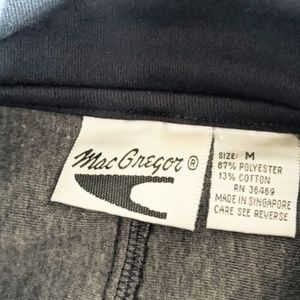 MacGregor®
SIZE: M
87% POLYESTER
13% COTTON
RN 36469
MADE IN SINGAPORE
CARE SEE REVERSE